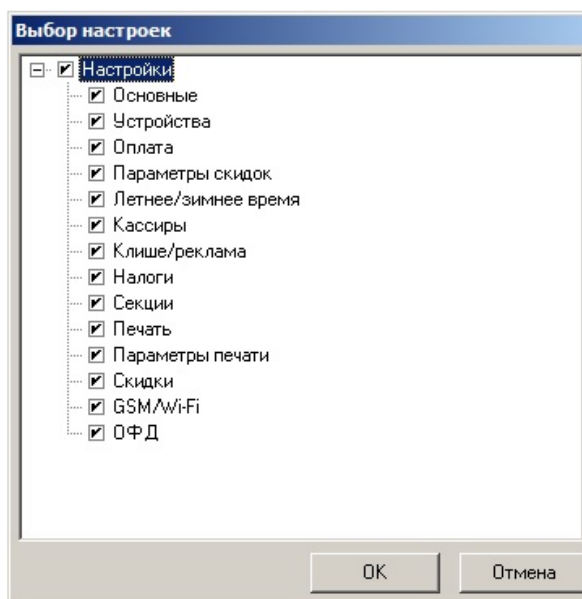 Выбор настроек
Настройки
Основные
Устройства
Оплата
Параметры скидок
Летнее/зимнее время
Кассиры
Клише/реклама
Налоги
Секции
Печать
Параметры печати
Скидки
GSM/Wi-Fi
ОФД
OK
Отмена